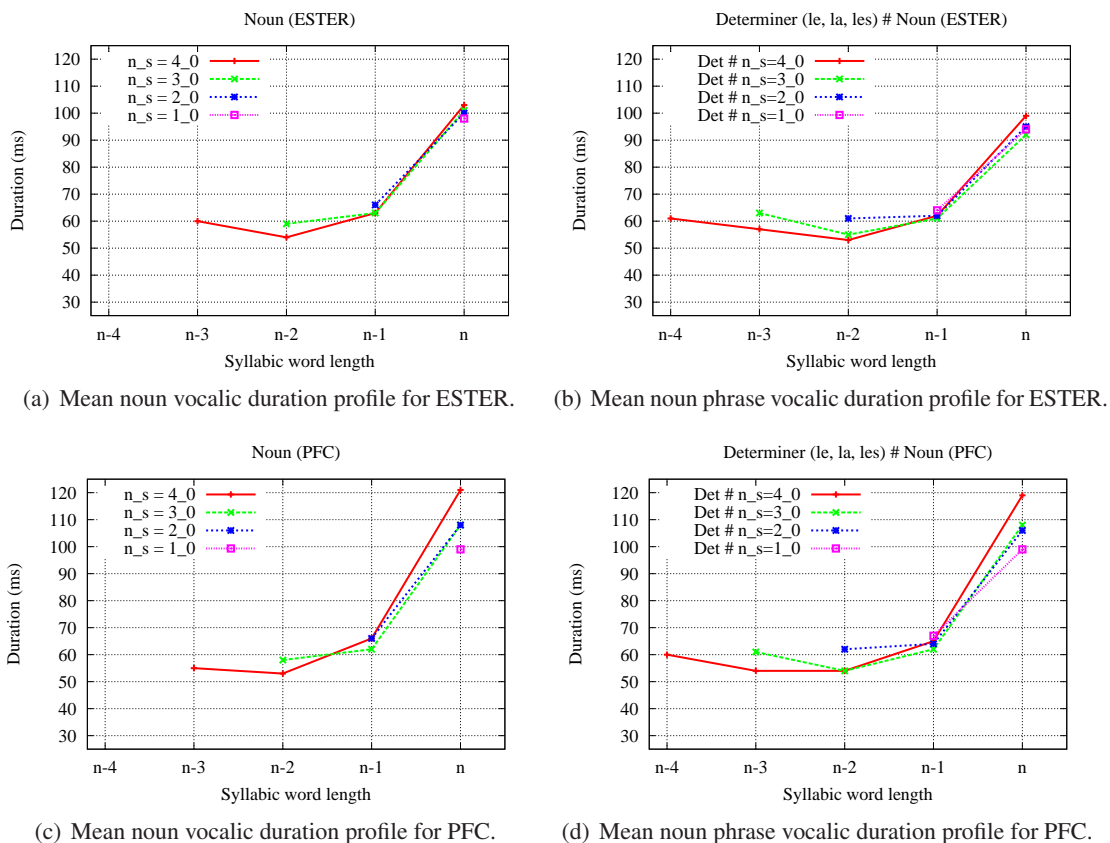 Noun (ESTER)
n_s = 4_0
n_s = 3_0
n_s = 2_0
n_s = 1_0
120
110
100
90
80
70
60
50
40
30
Duration (ms)
n-4 n-3 n-2 n-1 n
Syllabic word length
(a) Mean noun vocalic duration profile for ESTER.
Determiner (le, la, les) # Noun (ESTER)
Det # n_s=4_0
Det # n_s=3_0
Det # n_s=2_0
Det # n_s=1_0
120
110
100
90
80
70
60
50
40
30
Duration (ms)
n-4 n-3 n-2 n-1 n
Syllabic word length
(b) Mean noun phrase vocalic duration profile for ESTER.
Noun (PFC)
n_s = 4_0
n_s = 3_0
n_s = 2_0
n_s = 1_0
120
110
100
90
80
70
60
50
40
30
Duration (ms)
n-4 n-3 n-2 n-1 n
Syllabic word length
(c) Mean noun vocalic duration profile for PFC.
Determiner (le, la, les) # Noun (PFC)
Det # n_s=4_0
Det # n_s=3_0
Det # n_s=2_0
Det # n_s=1_0
120
110
100
90
80
70
60
50
40
30
Duration (ms)
n-4 n-3 n-2 n-1 n
Syllabic word length
(d) Mean noun phrase vocalic duration profile for PFC.